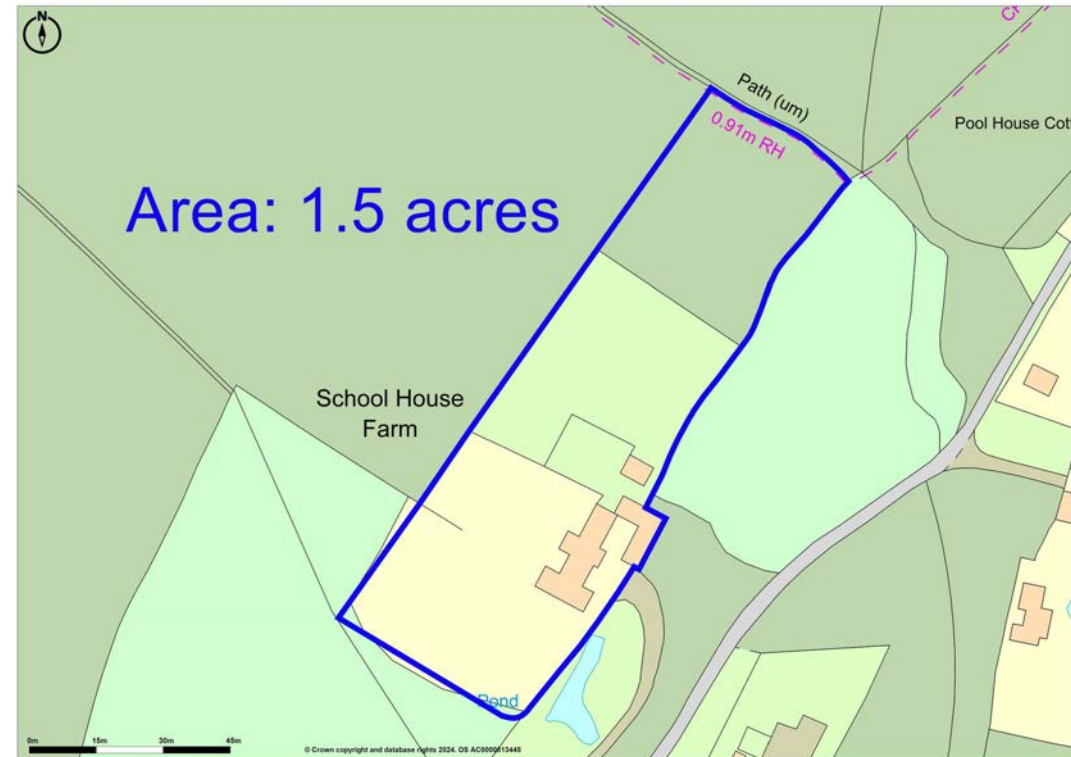 N
Path (um)
0.91m RH
Pool House Cott
Area: 1.5 acres
School House
Farm
Pond
0m 15m 30m 45m
© Crown copyright and database rights 2024. OS AC0000813445